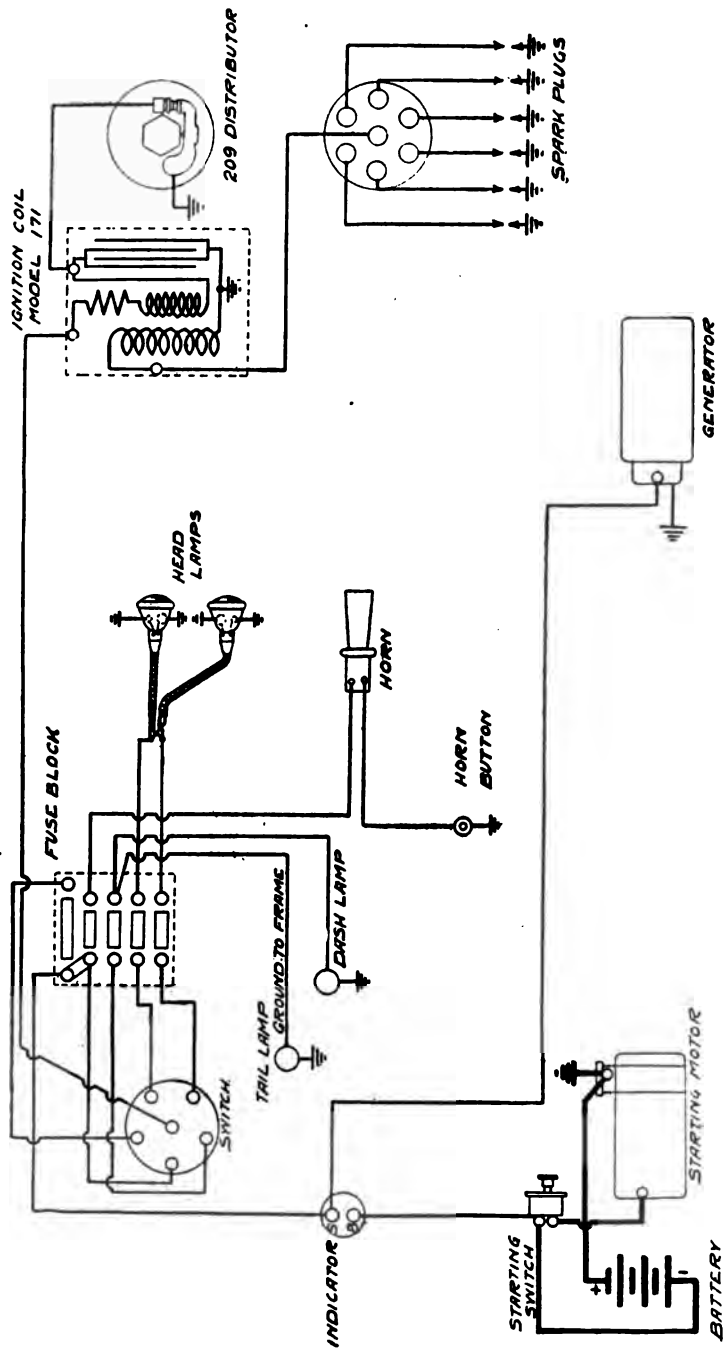 IGNITION COIL
MODEL 171
209 DISTRIBUTOR
SPARK PLUGS
GENERATOR
HEAD
LAMPS
HORN
HORN
BUTTON
FUSE BLOCK
DASH LAMP
TAIL LAMP
GROUND TO FRAME
SWITCH
INDICATOR
S
B
STARTING
SWITCH
STARTING MOTOR
BATTERY
+
-